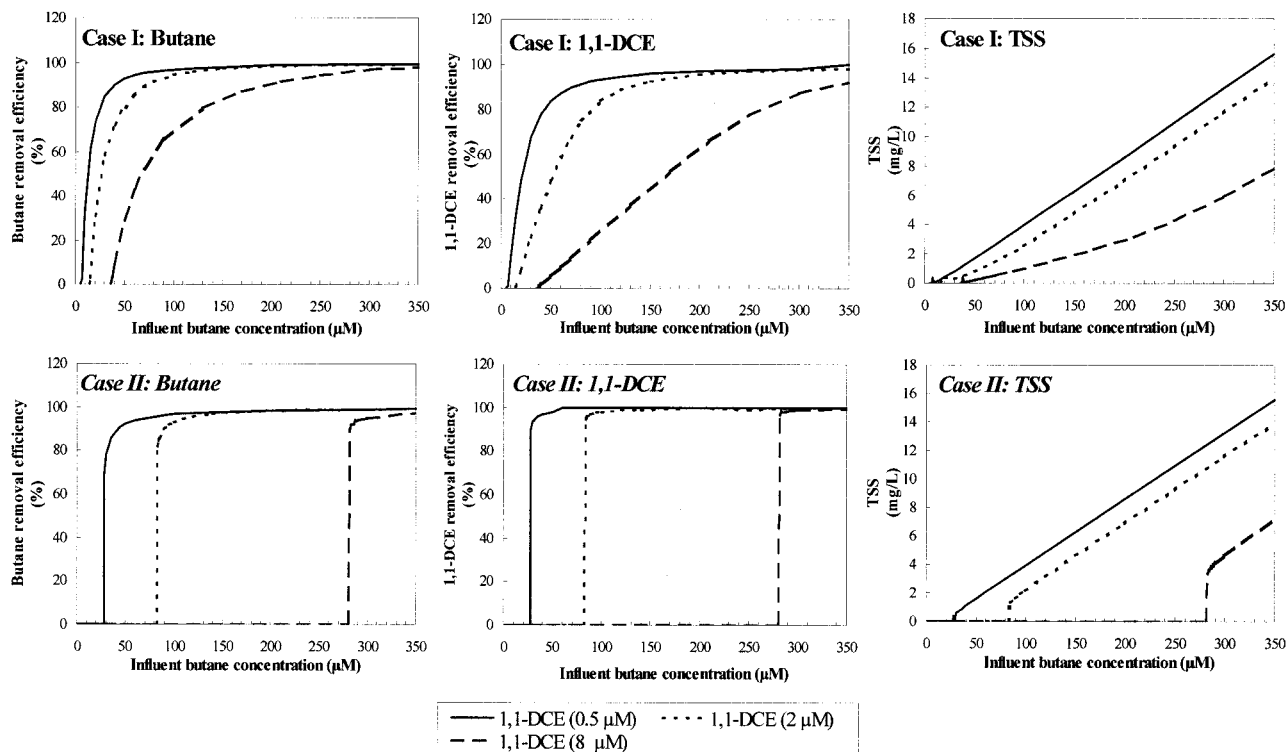 Case I: Butane
Butane removal efficiency
(%)
120
100
80
60
40
20
0
0 50 100 150 200 250 300 350
Influent butane concentration (µM)
Case I: 1,1-DCE
1,1-DCE removal efficiency
(%)
120
100
80
60
40
20
0
0 50 100 150 200 250 300 350
Influent butane concentration (µM)
Case I: TSS
TSS
(mg/L)
18
16
14
12
10
8
6
4
2
0
0 50 100 150 200 250 300 350
Influent butane concentration (µM)
Case II: Butane
Butane removal efficiency
(%)
120
100
80
60
40
20
0
0 50 100 150 200 250 300 350
Influent butane concentration (µM)
Case II: 1,1-DCE
1,1-DCE removal efficiency
(%)
120
100
80
60
40
20
0
0 50 100 150 200 250 300 350
Influent butane concentration (µM)
Case II: TSS
TSS
(mg/L)
18
16
14
12
10
8
6
4
2
0
0 50 100 150 200 250 300 350
Influent butane concentration (µM)
1,1-DCE (0.5 µM) 1,1-DCE (2 µM)
1,1-DCE (8 µM)